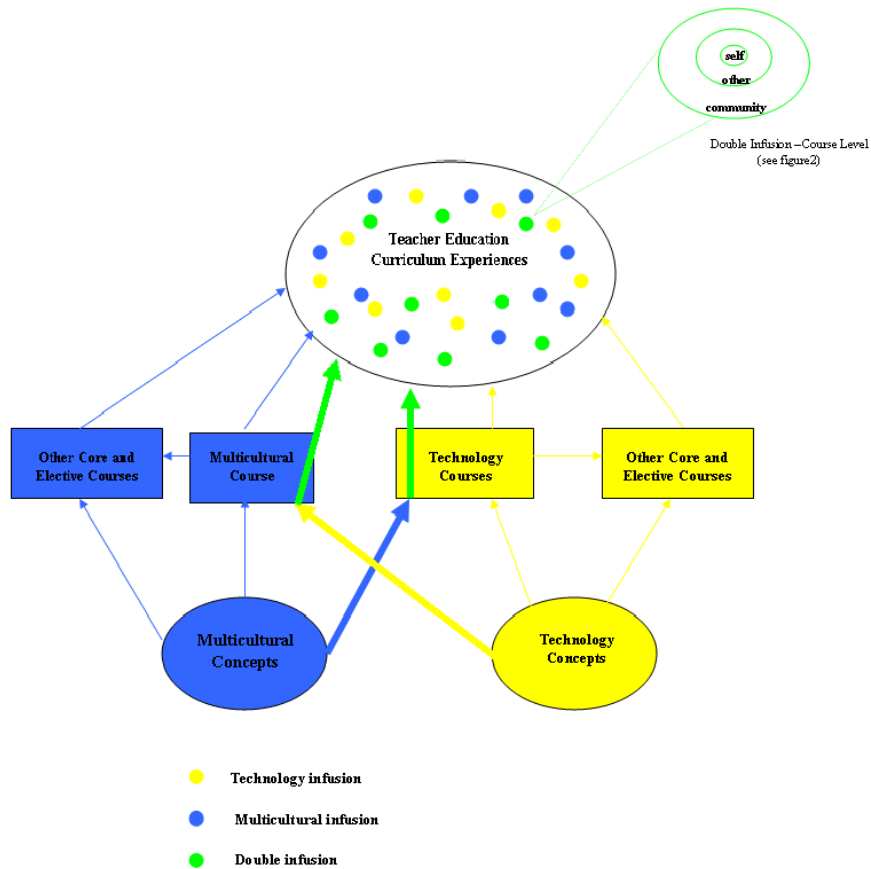 self
other
community
Double Infusion –Course Level
(see figure2)
Teacher Education
Curriculum Experiences
Other Core and
Elective Courses
Multicultural
Course
Technology
Courses
Other Core and
Elective Courses
Multicultural
Concepts
Technology
Concepts
Technology infusion
Multicultural infusion
Double infusion